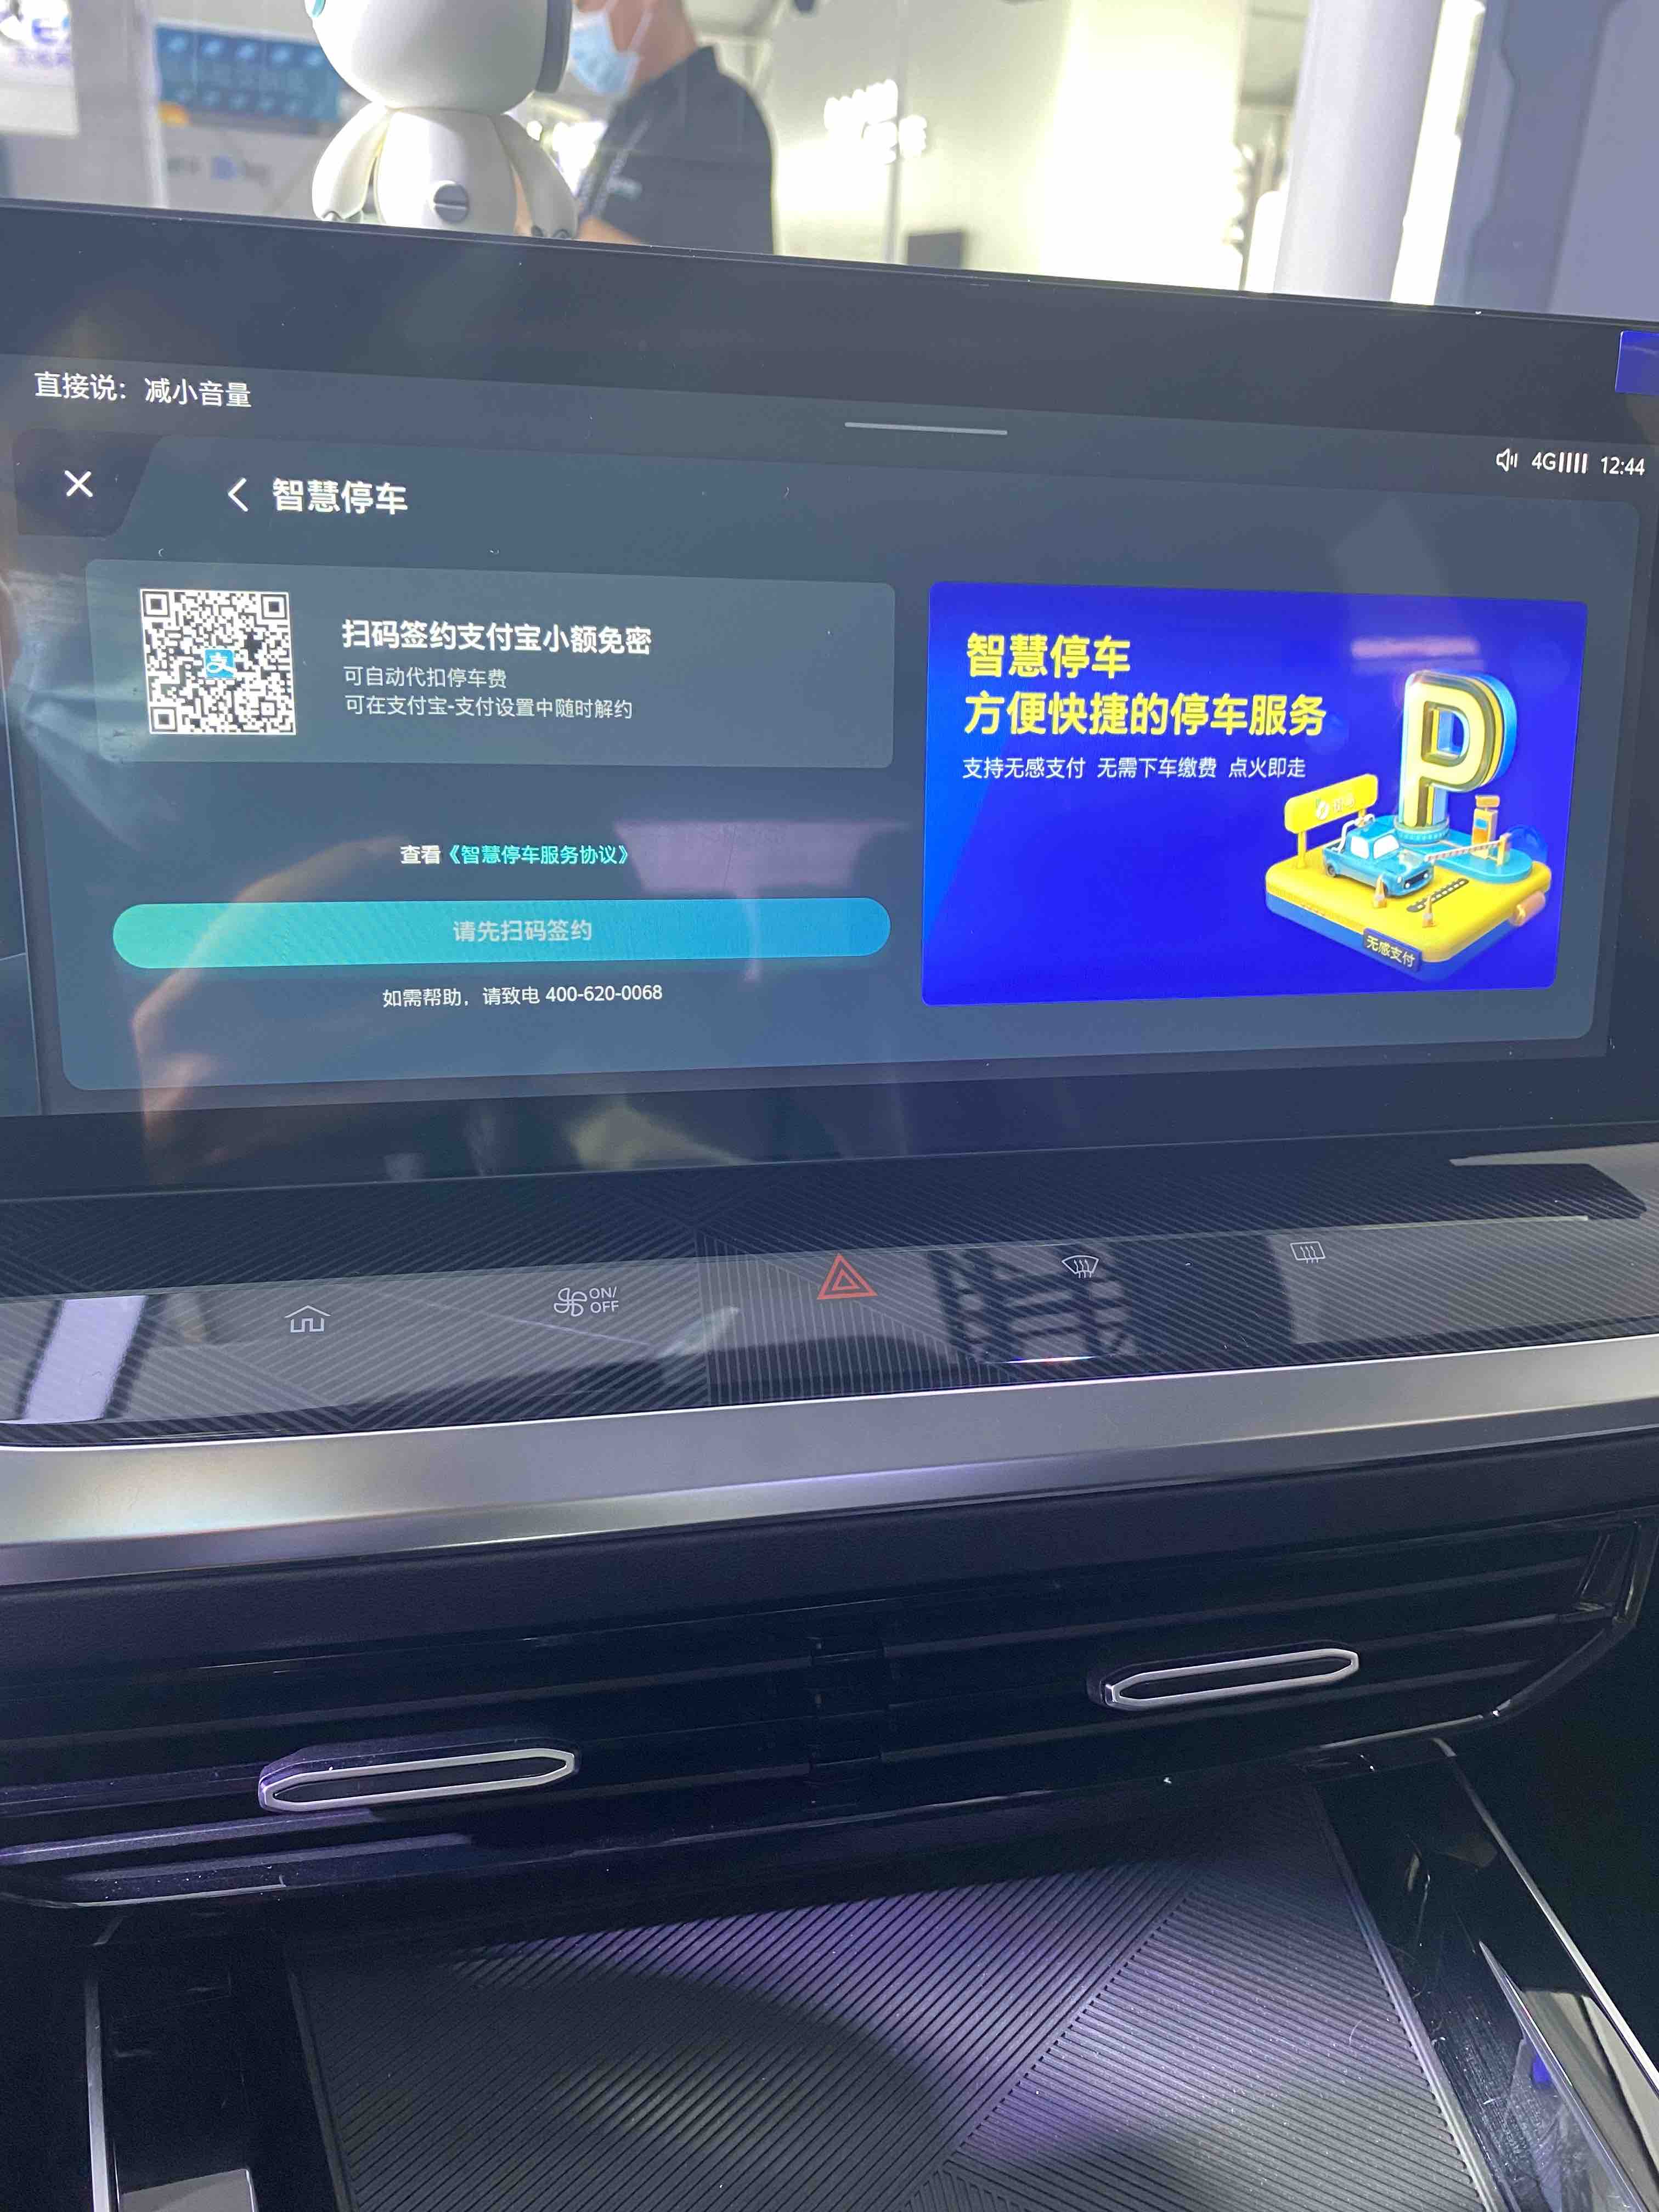 直接说：减小音量
4G 12:44
智慧停车
扫码签约支付宝小额免密
可自动代扣停车费
可在支付宝-支付设置中随时解约
查看《智慧停车服务协议》
请先扫码签约
如需帮助，请致电 400-620-0068
智慧停车
方便快捷的停车服务
支持无感支付 无需下车缴费 点火即走
P
无感支付
支
ON/
OFF